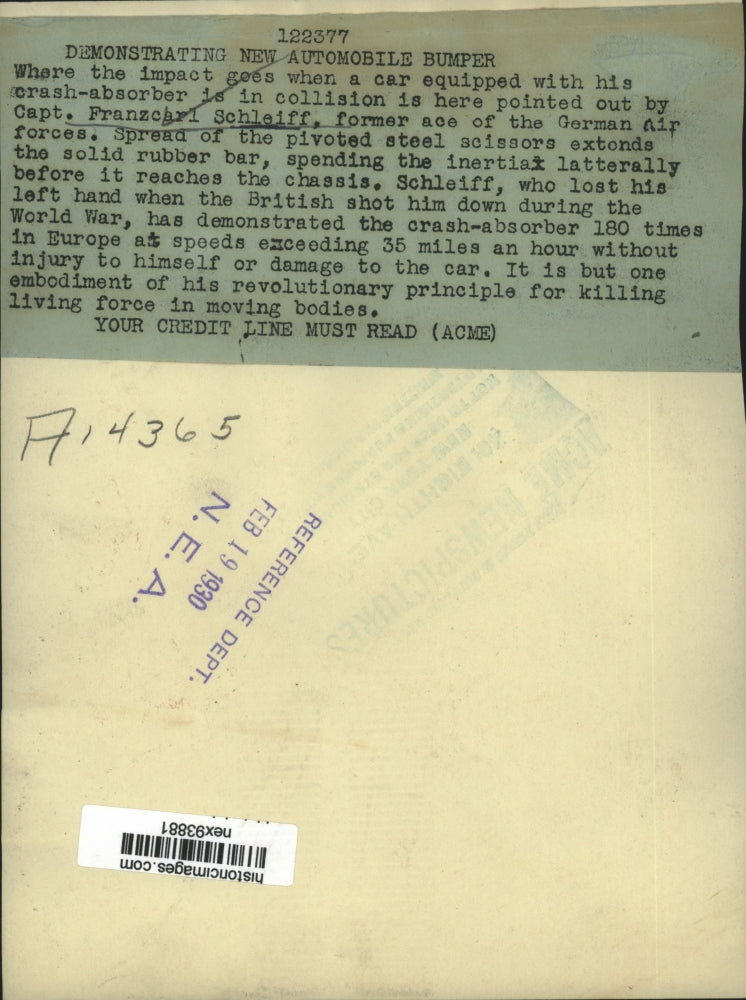 122377
DEMONSTRATING NEW AUTOMOBILE BUMPER
Where the impact goes when a car equipped with his
crash-absorber is in collision is here pointed out by
Capt. Franzcarl Schleiff, former ace of the German Air
forces. Spread of the pivoted steel scissors extends
the solid rubber bar, spending the inertia latterally
before it reaches the chassis. Schleiff, who lost his
left hand when the British shot him down during the
World War, has demonstrated the crash-absorber 180 times
in Europe at speeds exceeding 35 miles an hour without
injury to himself or damage to the car. It is but one
embodiment of his revolutionary principle for killing
living force in moving bodies.
YOUR CREDIT LINE MUST READ (ACME)
A14365
REFERENCE DEPT.
FEB 19 1930
N. E. A.
ACME NEWSPICTURES
historicimages.com
nex93881